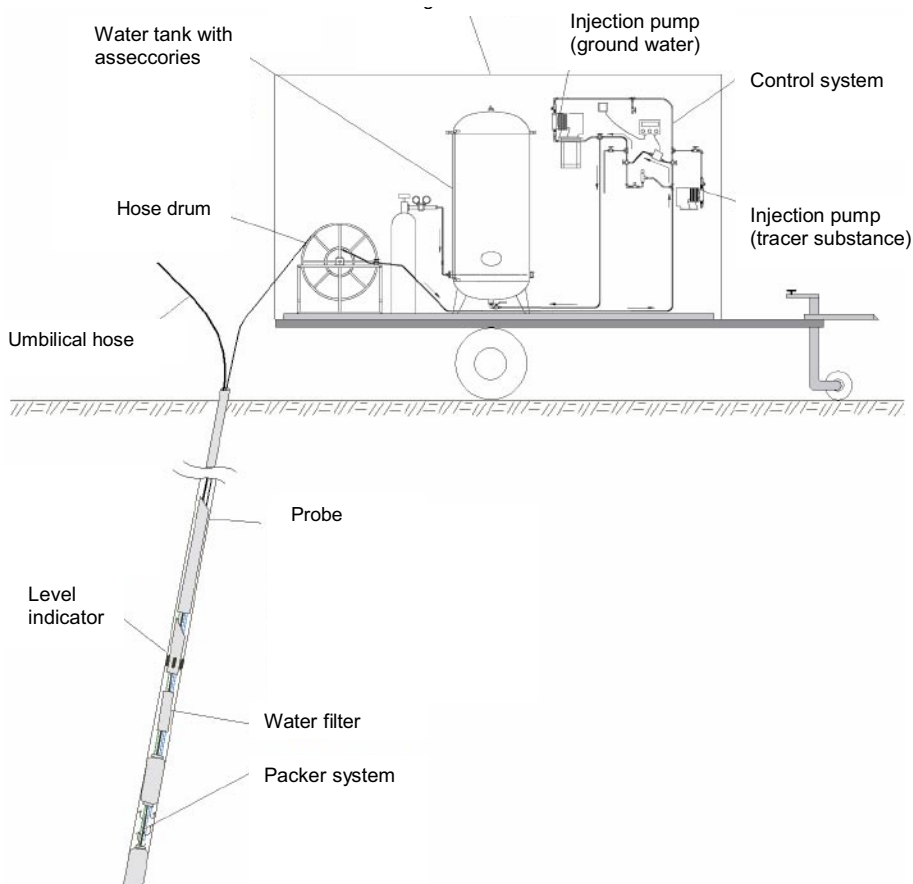 Water tank with
asseccories
Injection pump
(ground water)
Control system
Hose drum
Injection pump
(tracer substance)
Umbilical hose
Probe
Level
indicator
Water filter
Packer system